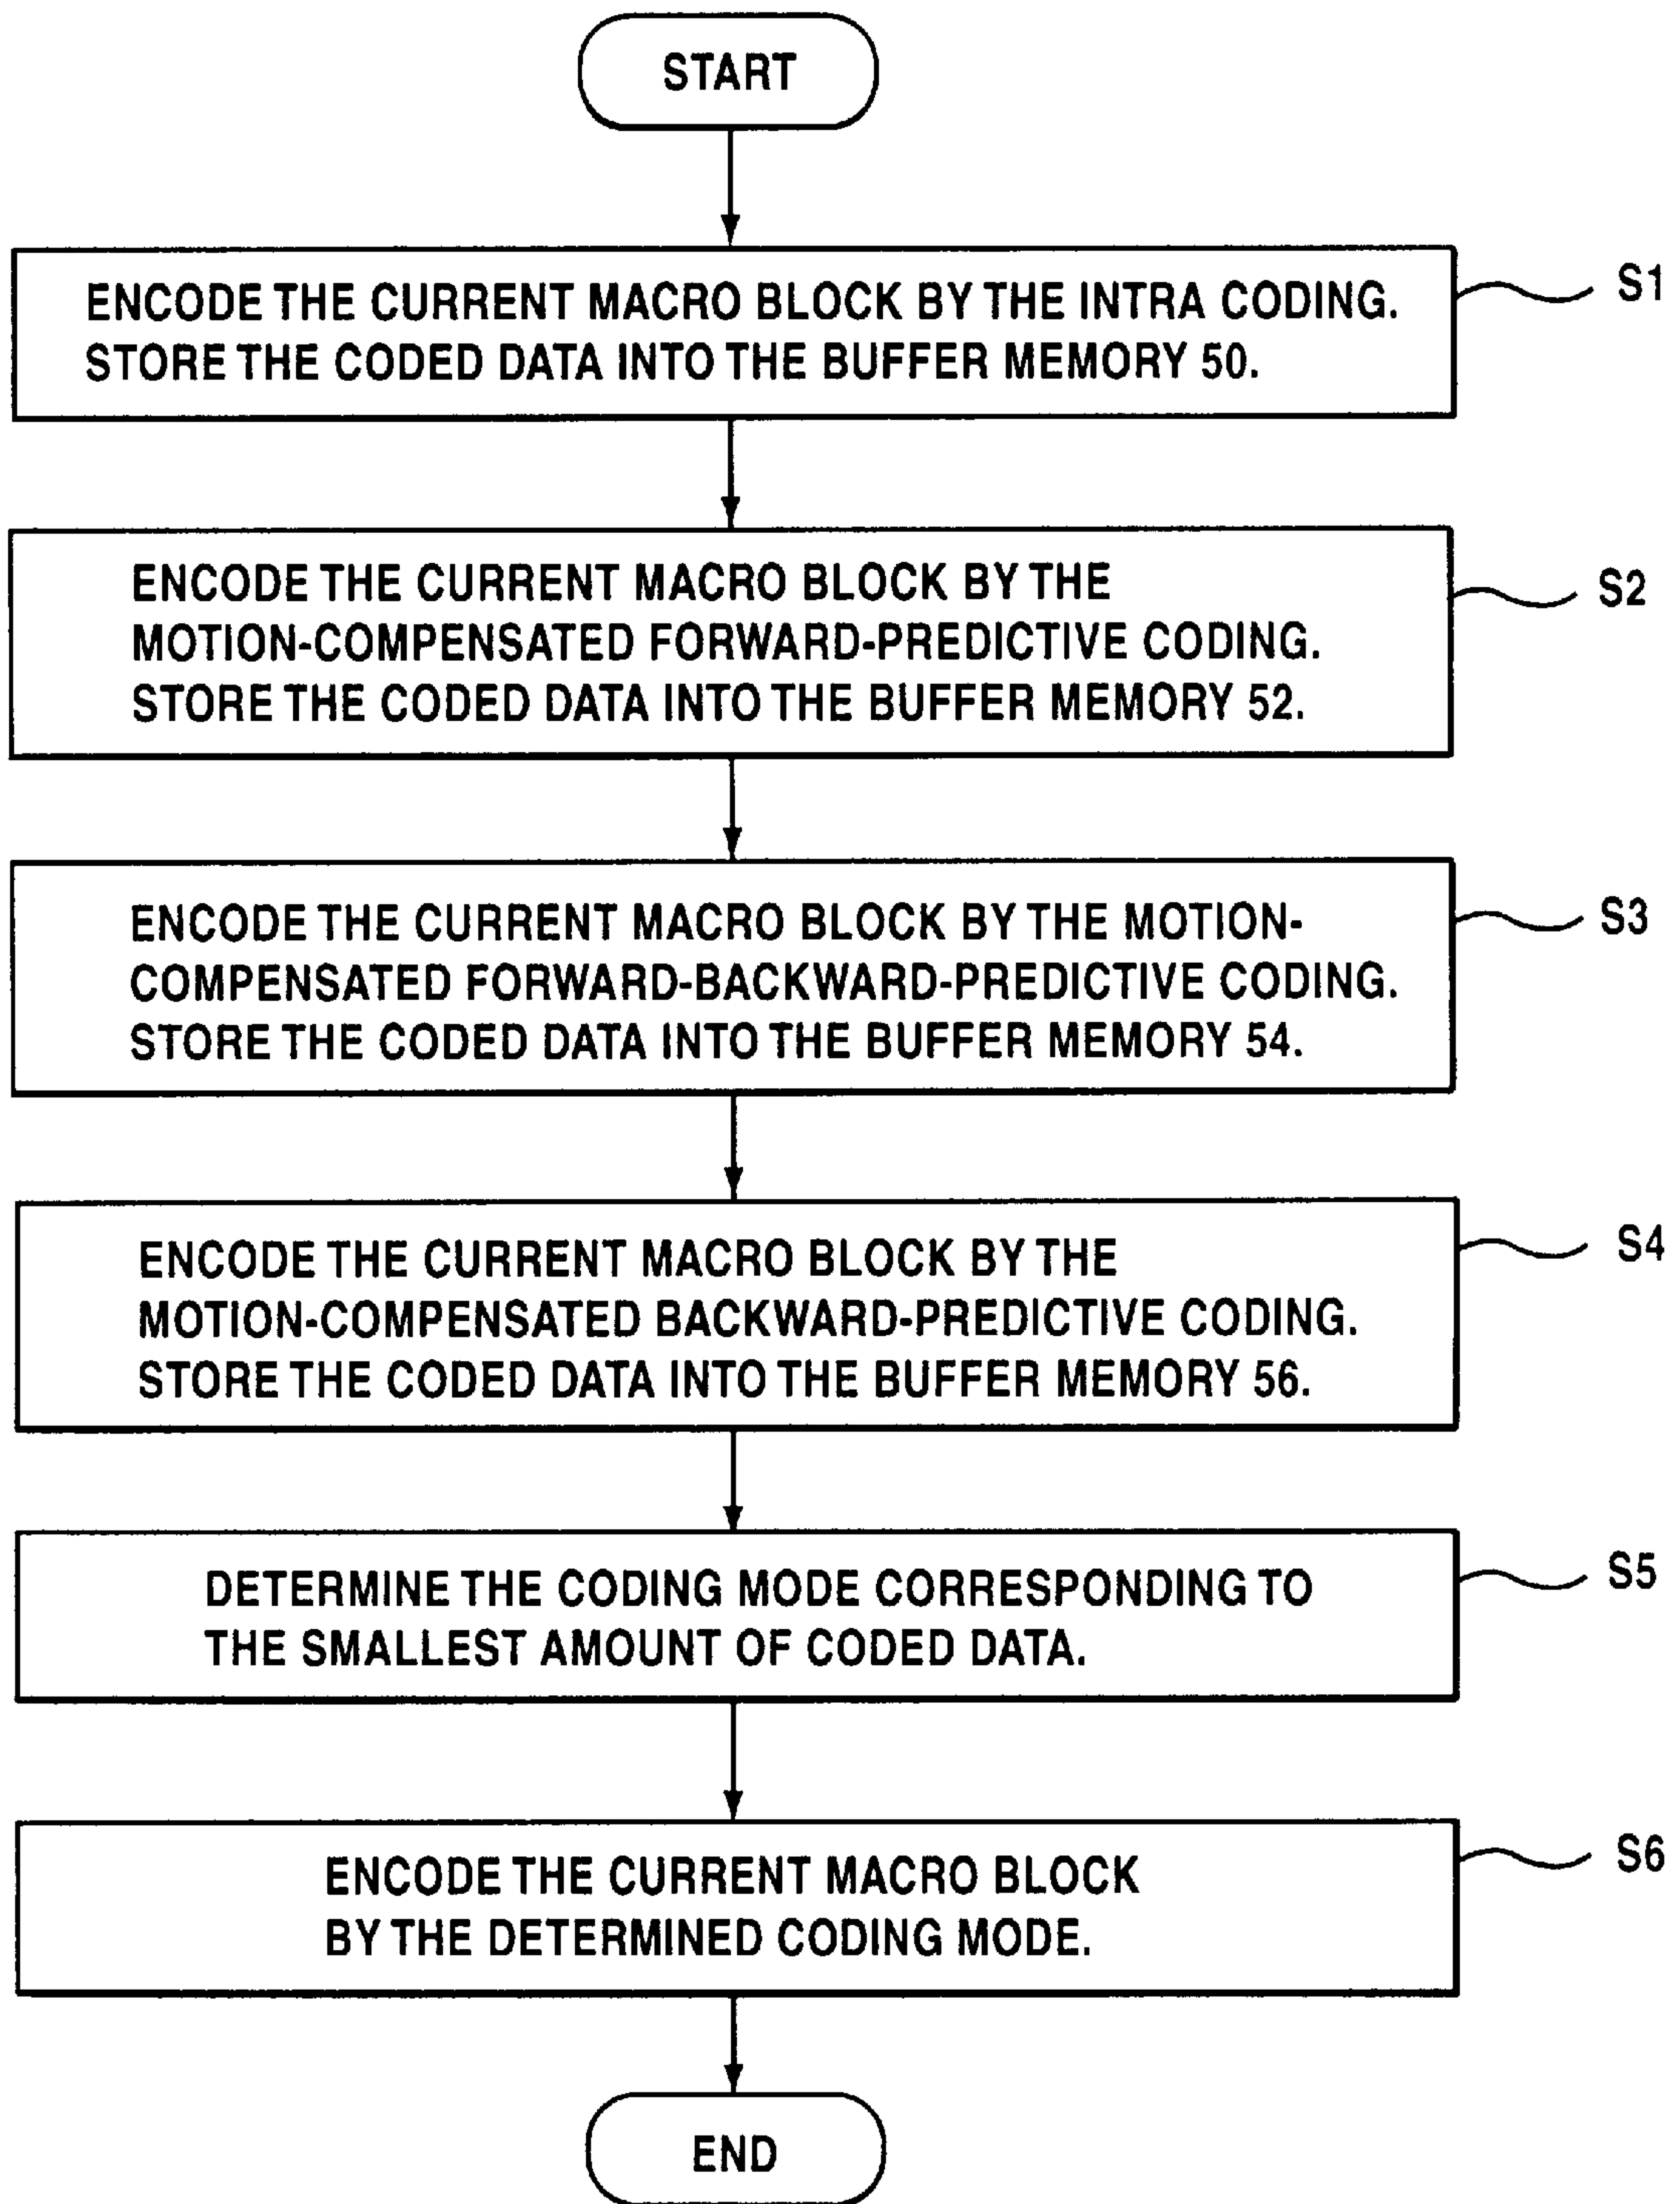 START
ENCODE THE CURRENT MACRO BLOCK BY THE INTRA CODING.
STORE THE CODED DATA INTO THE BUFFER MEMORY 50.
S1
ENCODE THE CURRENT MACRO BLOCK BY THE
MOTION-COMPENSATED FORWARD-PREDICTIVE CODING.
STORE THE CODED DATA INTO THE BUFFER MEMORY 52.
S2
ENCODE THE CURRENT MACRO BLOCK BY THE MOTION-
COMPENSATED FORWARD-BACKWARD-PREDICTIVE CODING.
STORE THE CODED DATA INTO THE BUFFER MEMORY 54.
S3
ENCODE THE CURRENT MACRO BLOCK BY THE
MOTION-COMPENSATED BACKWARD-PREDICTIVE CODING.
STORE THE CODED DATA INTO THE BUFFER MEMORY 56.
S4
DETERMINE THE CODING MODE CORRESPONDING TO
THE SMALLEST AMOUNT OF CODED DATA.
S5
ENCODE THE CURRENT MACRO BLOCK
BY THE DETERMINED CODING MODE.
S6
END